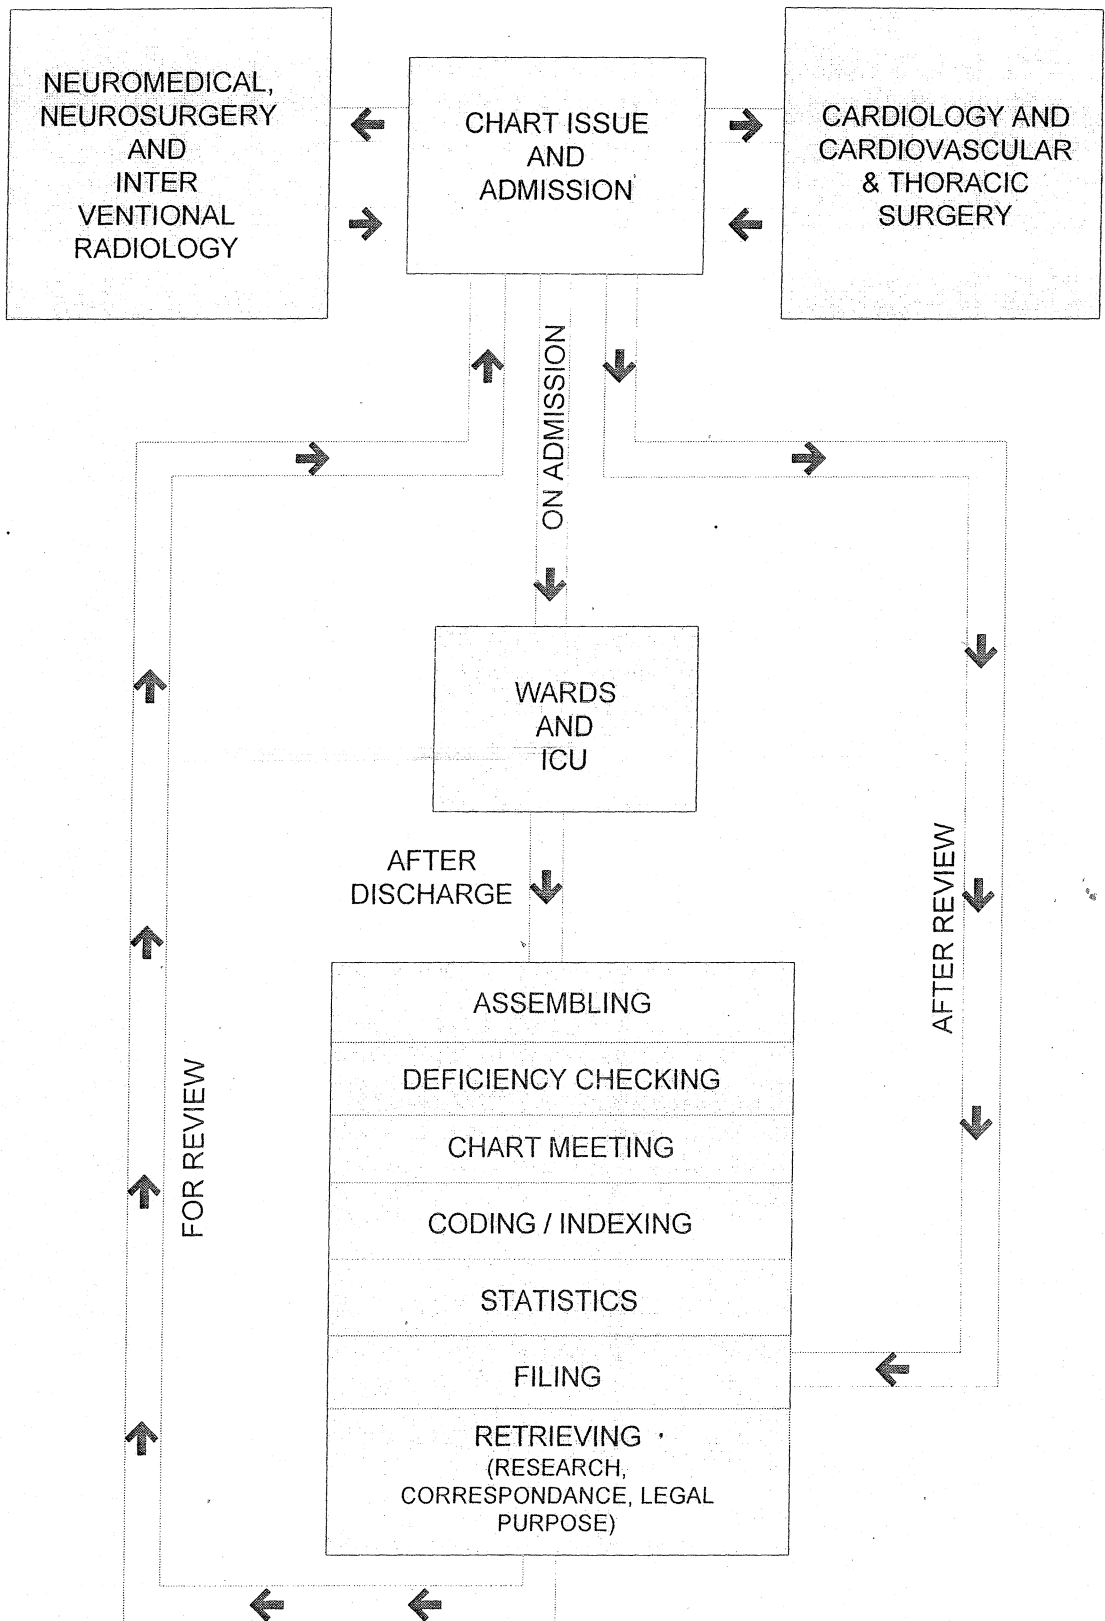 NEUROMEDICAL,
NEUROSURGERY
AND
INTER
VENTIONAL
RADIOLOGY
CHART ISSUE
AND
ADMISSION
CARDIOLOGY AND
CARDIOVASCULAR
& THORACIC
SURGERY
ON ADMISSION
WARDS
AND
ICU
AFTER
DISCHARGE
AFTER REVIEW
FOR REVIEW
ASSEMBLING
DEFICIENCY CHECKING
CHART MEETING
CODING / INDEXING
STATISTICS
FILING
RETRIEVING
(RESEARCH,
CORRESPONDANCE, LEGAL
PURPOSE)